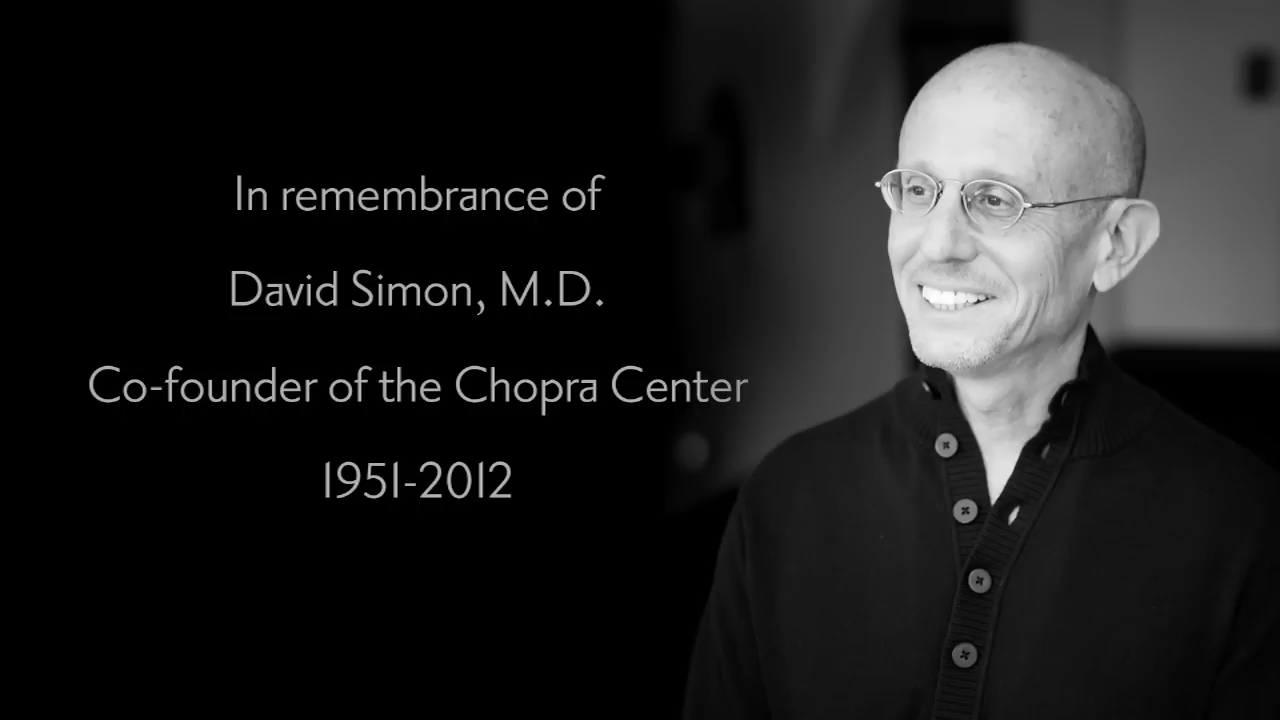 In remembrance of
David Simon, M.D.
Co-founder of the Chopra Center
1951-2012